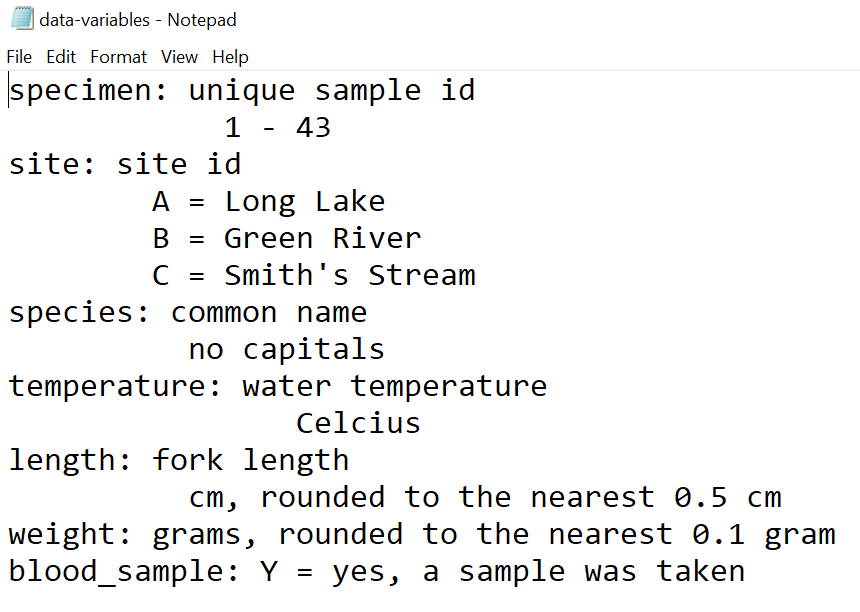 data-variables - Notepad
File Edit Format View Help
specimen: unique sample id
1 - 43
site: site id
A = Long Lake
B = Green River
C = Smith's Stream
species: common name
no capitals
temperature: water temperature
Celcius
length: fork length
cm, rounded to the nearest 0.5 cm
weight: grams, rounded to the nearest 0.1 gram
blood_sample: Y = yes, a sample was taken